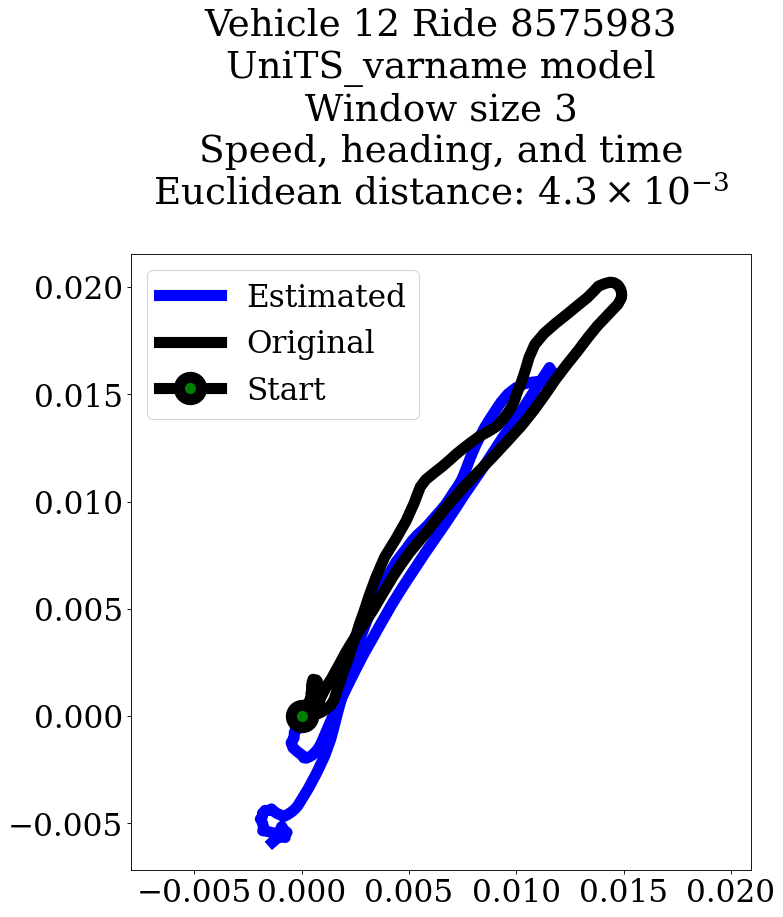 Vehicle 12 Ride 8575983
UniTS_varname model
Window size 3
Speed, heading, and time
Euclidean distance: 4.3 × 10⁻³
Estimated
Original
Start
0.020
0.015
0.010
0.005
0.000
−0.005
−0.005 0.000 0.005 0.010 0.015 0.020